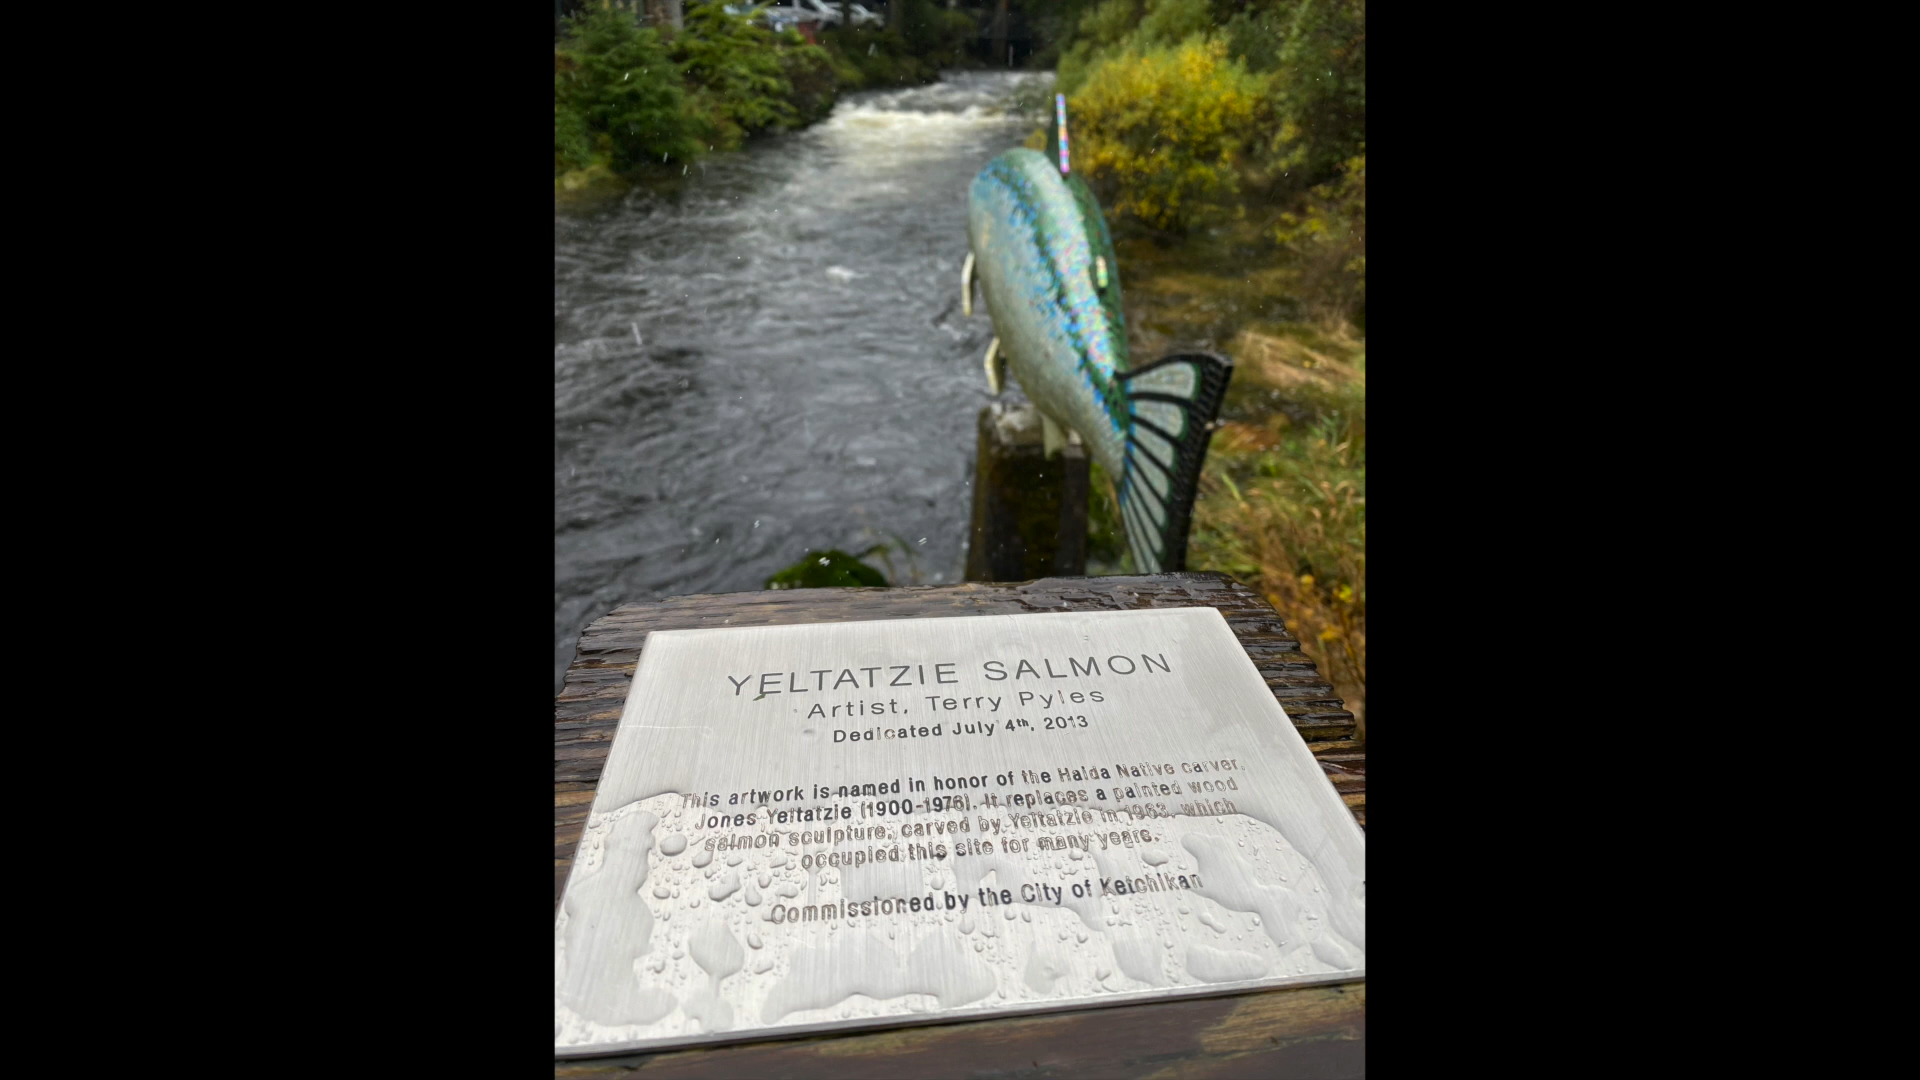 YELTATZIE SALMON
Artist, Terry Pyles
Dedicated July 4th, 2013
This artwork is named in honor of the Haida Native carver,
Jones Yeltatzie (1900-1976). It replaces a painted wood
salmon sculpture, carved by Yeltatzie in 1963, which
occupied this site for many years.
Commissioned by the City of Ketchikan